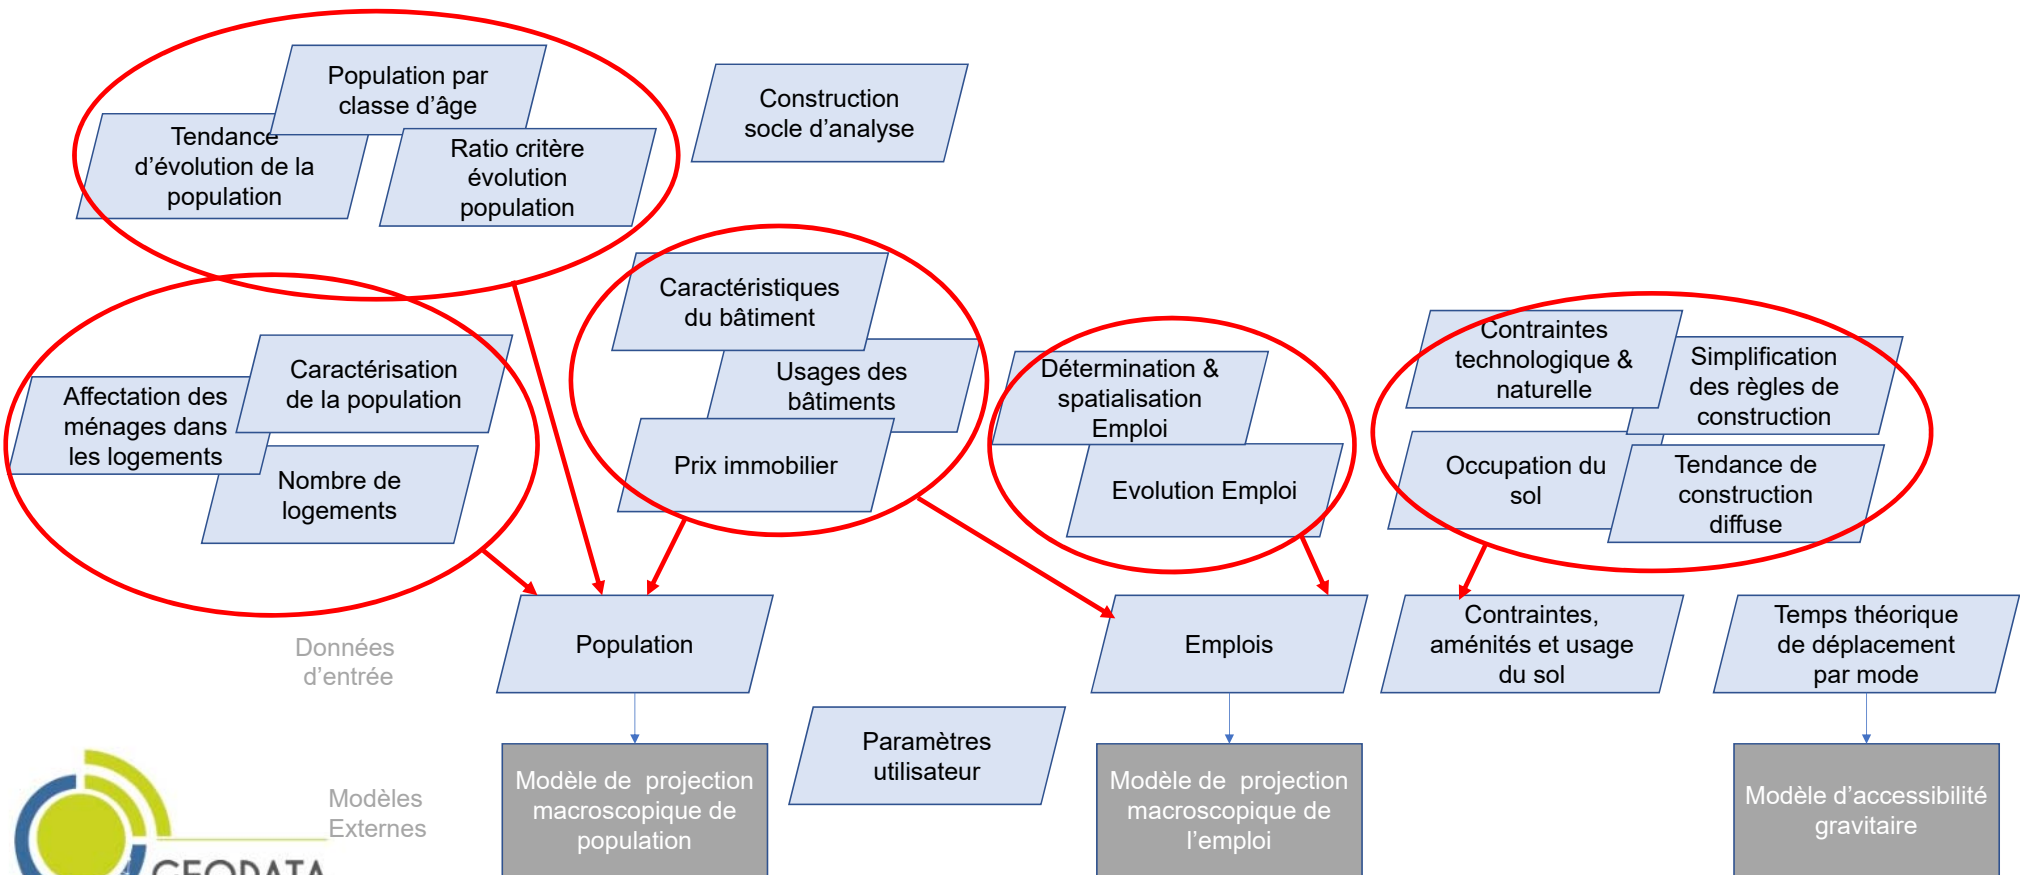 Population par
classe d'âge
Tendance
d'évolution de la
population
Ratio critère
évolution
population
Construction
socle d'analyse
Caractéristiques
du bâtiment
Usages des
bâtiments
Prix immobilier
Affectation des
ménages dans
les logements
Caractérisation
de la population
Nombre de
logements
Détermination &
spatialisation
Emploi
Evolution Emploi
Contraintes
technologique &
naturelle
Simplification
des règles de
construction
Occupation du
sol
Tendance de
construction
diffuse
Données
d'entrée
Population
Emplois
Contraintes,
aménités et usage
du sol
Temps théorique
de déplacement
par mode
Paramètres
utilisateur
Modèles
Externes
Modèle de projection
macroscopique de
population
Modèle de projection
macroscopique de
l'emploi
Modèle d'accessibilité
gravitaire
GEODATA